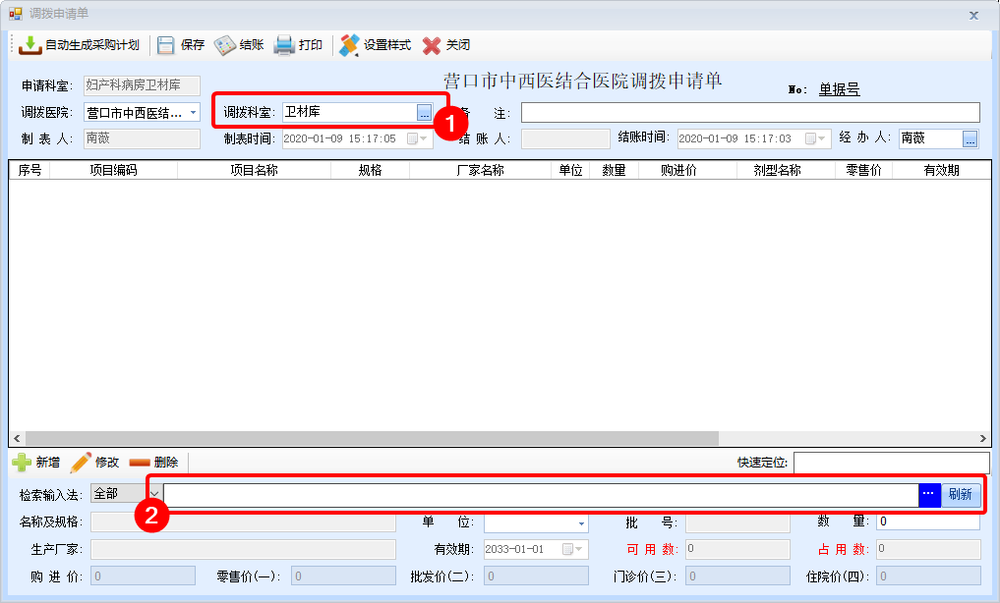 调拨申请单
自动生成采购计划 保存 结账 打印 设置样式 关闭
营口市中西医结合医院调拨申请单
申请科室: 妇产科病房卫材库 No: 单据号
调拨医院: 营口市中西医结... 调拨科室: 卫材库 ... 1 注:
制 表 人: 南薇 制表时间: 2020-01-09 15:17:05 结 账 人: 结账时间: 2020-01-09 15:17:03 经 办 人: 南薇 ...
序号 项目编码 项目名称 规格 厂家名称 单位 数量 购进价 剂型名称 零售价 有效期
新增 修改 删除 快速定位:
检索输入法: 全部 ... 刷新
2
名称及规格: 单 位: 批 号: 数 量: 0
生产厂家: 有效期: 2033-01-01 可 用 数: 0 占 用 数: 0
购 进 价: 0 零售价(一): 0 批发价(二): 0 门诊价(三): 0 住院价(四): 0